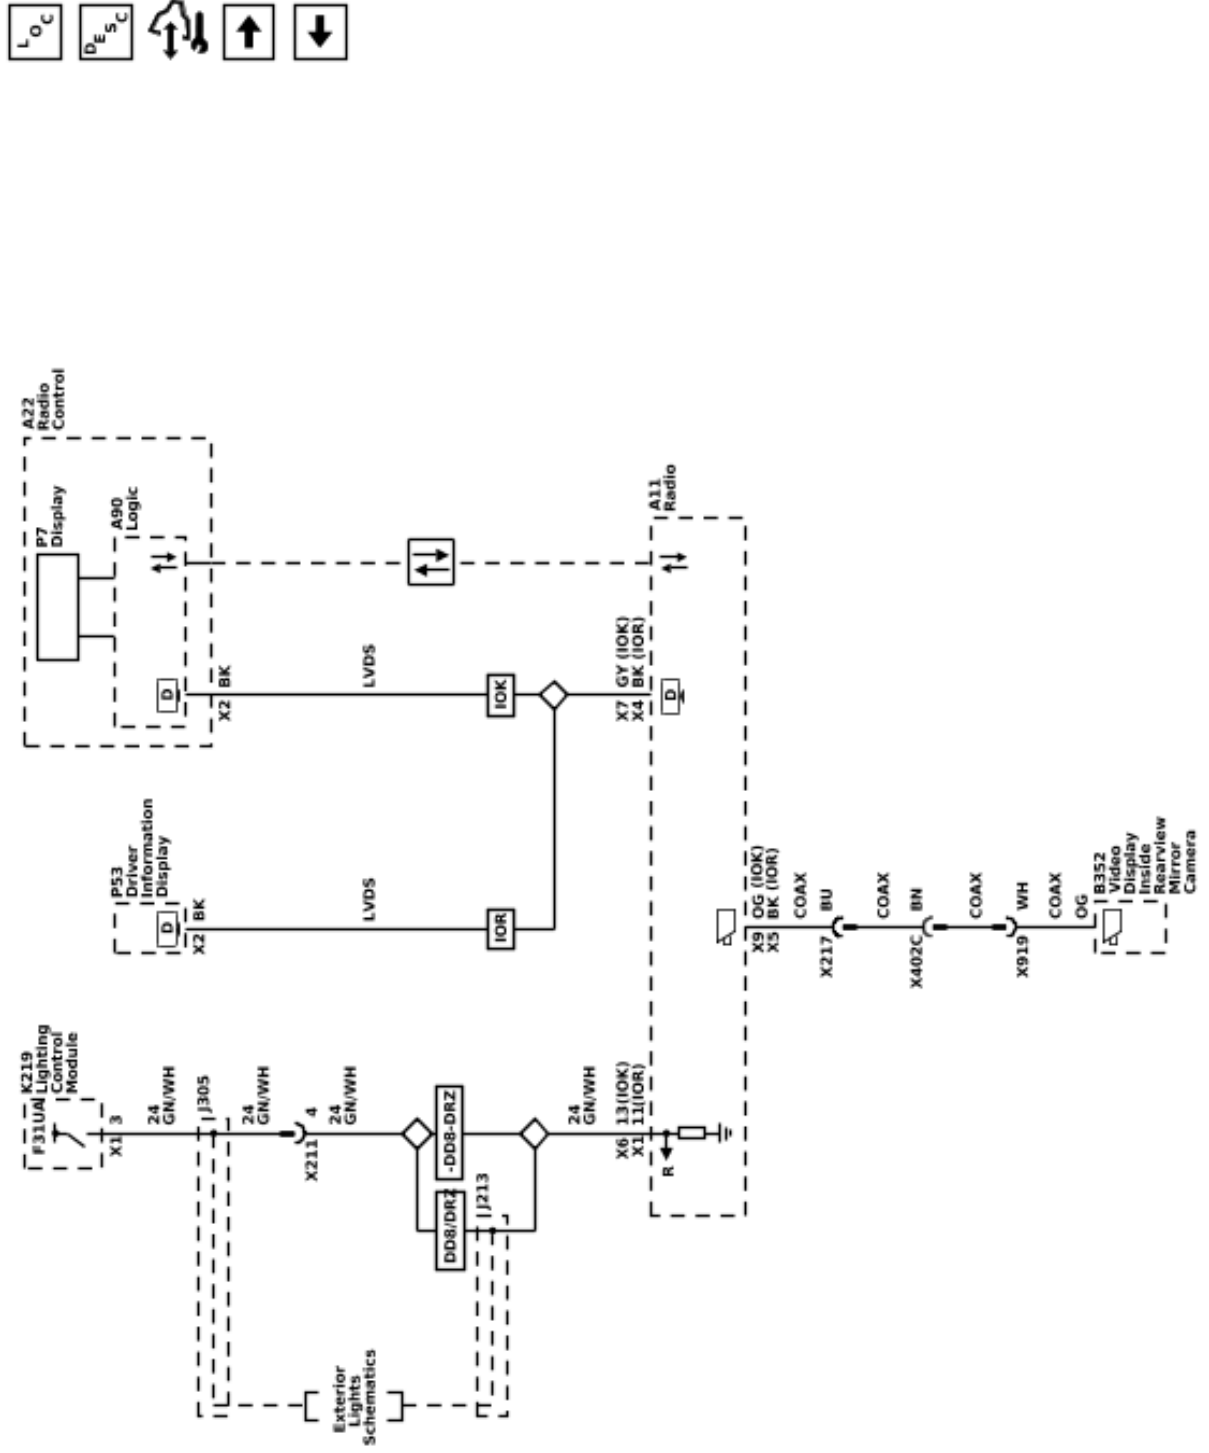 LOC
DESC
K219
Lighting
Control
Module
F31UA
X1 3
24
GN/WH
J305
24
GN/WH
X211 4
24
GN/WH
DD8/DRZ
-DD8-DRZ
J213
24
GN/WH
X6 13(IOK)
X1 11(IOR)
R
Exterior
Lights
Schematics
P53
Driver
Information
Display
D
X2 BK
LVDS
IOR
A22
Radio
Control
P7
Display
A90
Logic
D
X2 BK
LVDS
IOK
X7 GY (IOK)
X4 BK (IOR)
D
A11
Radio
X9 OG (IOK)
X5 BK (IOR)
COAX
X217 BU
COAX
X402C BN
COAX
X919 WH
COAX
OG
B352
Video
Display
Inside
Rearview
Mirror
Camera